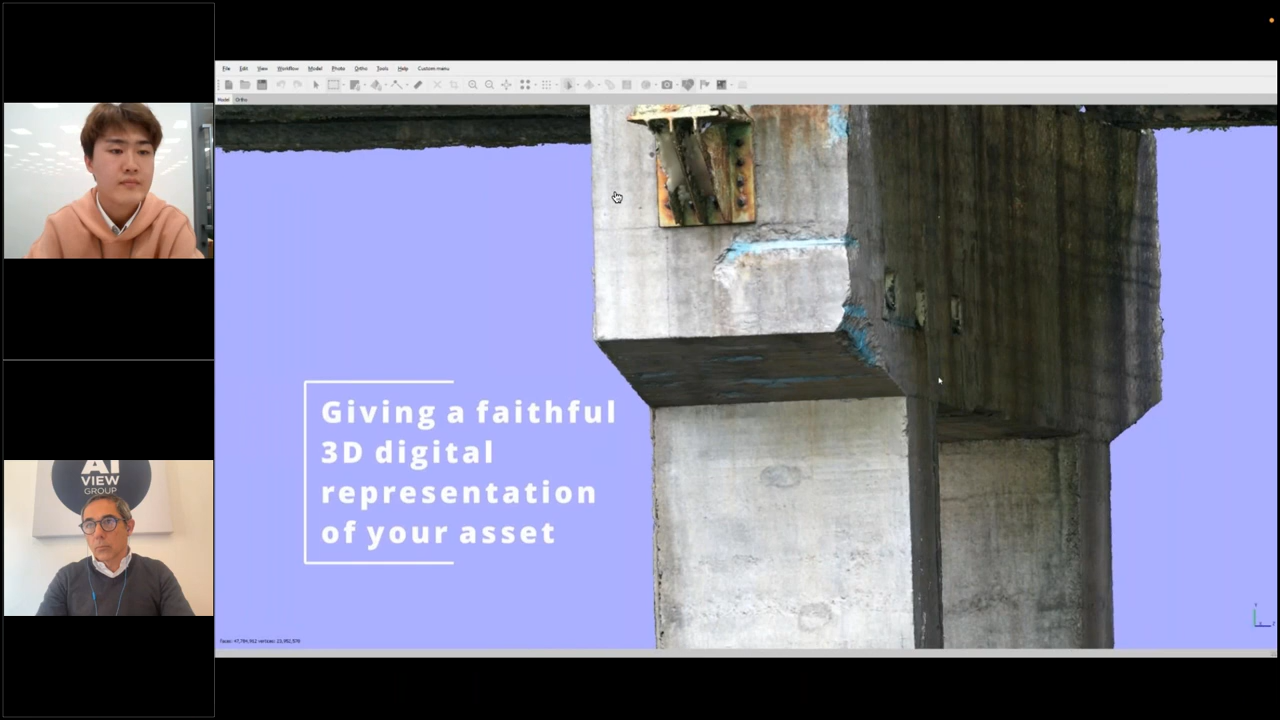 File Edit View Workflow Model Photo Ortho Tools Help Custom menu
Model Ortho
AI
VIEW
GROUP
Giving a faithful
3D digital
representation
of your asset